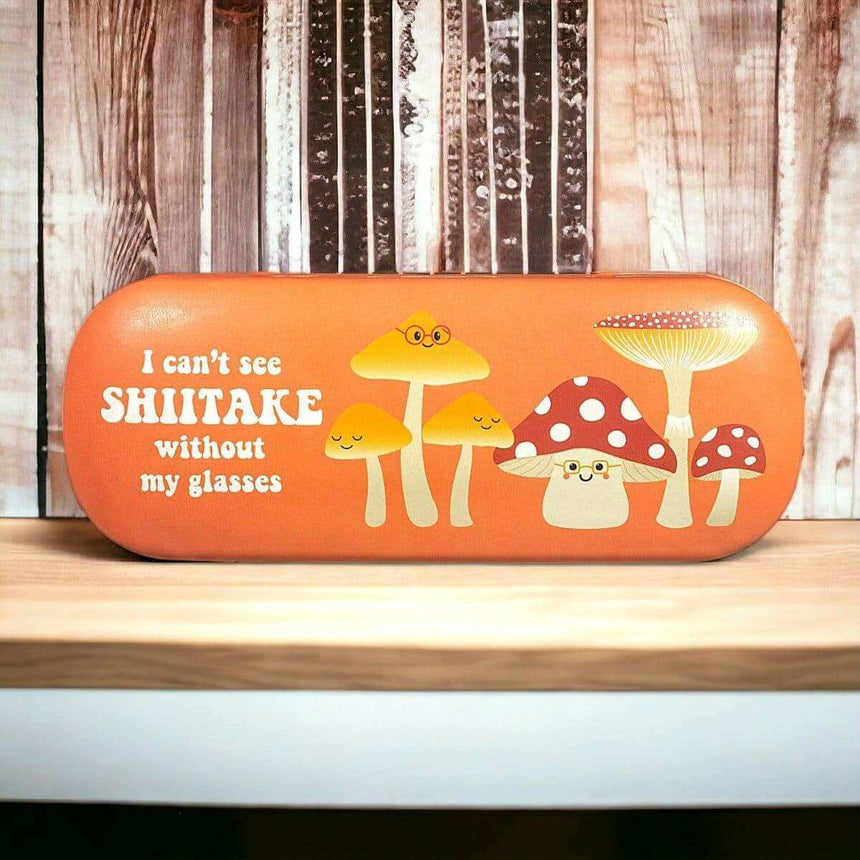 I can't see
SHIITAKE
without
my glasses